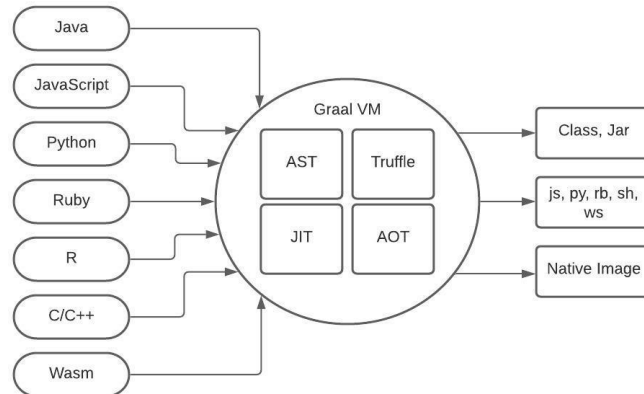 Java
JavaScript
Python
Ruby
R
C/C++
Wasm
Graal VM
AST
Truffle
JIT
AOT
Class, Jar
js, py, rb, sh,
ws
Native Image